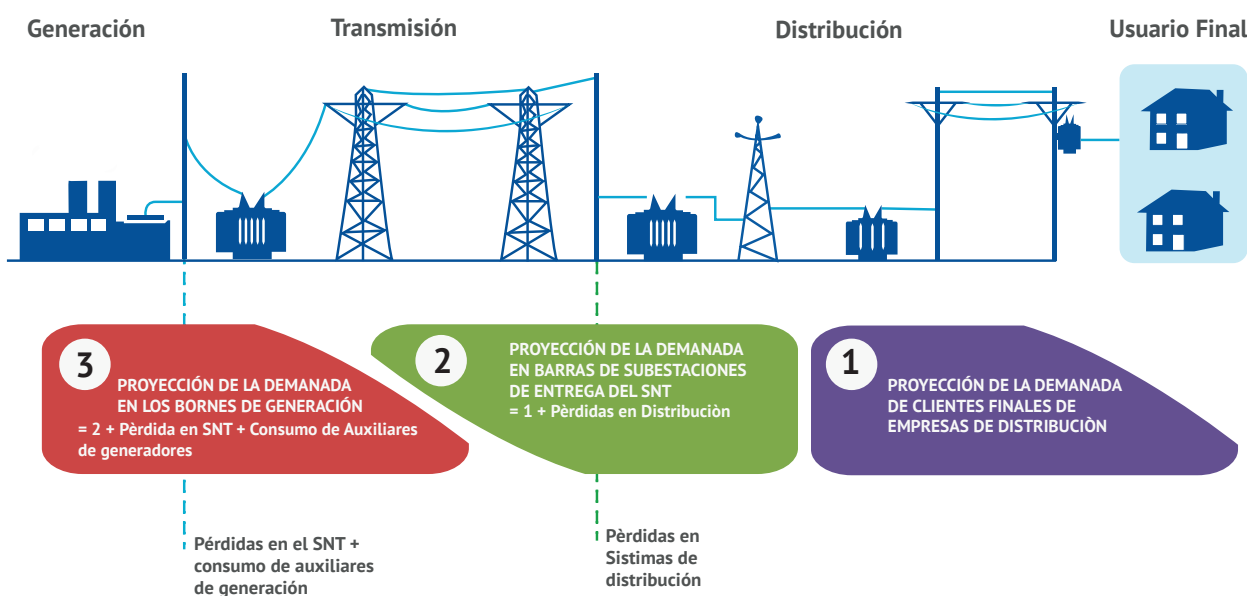 Generación
Transmisión
Distribución
Usuario Final
3
PROYECCIÓN DE LA DEMANADA
EN LOS BORNES DE GENERACIÓN
= 2 + Pèrdida en SNT + Consumo de Auxiliares
de generadores
2
PROYECCIÓN DE LA DEMANADA
EN BARRAS DE SUBESTACIONES
DE ENTREGA DEL SNT
= 1 + Pèrdidas en Distribuciòn
1
PROYECCIÓN DE LA DEMANADA
DE CLIENTES FINALES DE
EMPRESAS DE DISTRIBUCIÒN
Pérdidas en el SNT +
consumo de auxiliares
de generación
Pèrdidas en
Sistimas de
distribución